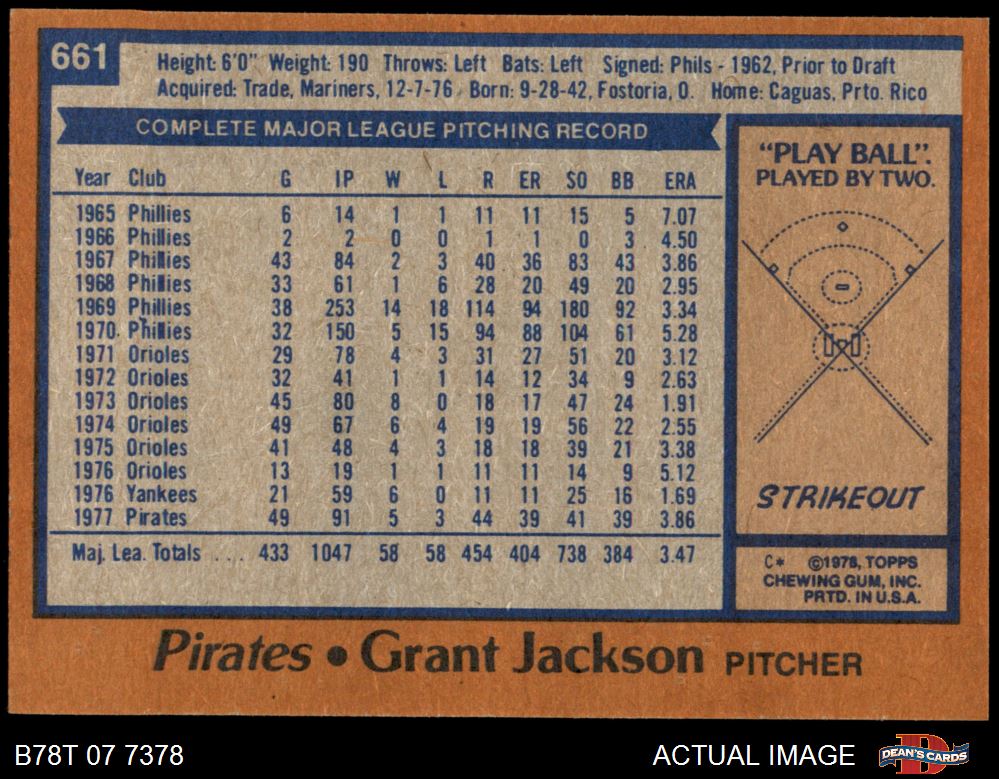 661
Height: 6'0" Weight: 190 Throws: Left Bats: Left Signed: Phils - 1962, Prior to Draft
Acquired: Trade, Mariners, 12-7-76 Born: 9-28-42, Fostoria, O. Home: Caguas, Prto. Rico
COMPLETE MAJOR LEAGUE PITCHING RECORD
Year Club G IP W L R ER SO BB ERA
1965 Phillies 6 14 1 1 11 11 15 5 7.07
1966 Phillies 2 2 0 0 1 1 0 3 4.50
1967 Phillies 43 84 2 3 40 36 83 43 3.86
1968 Phillies 33 61 1 6 28 20 49 20 2.95
1969 Phillies 38 253 14 18 114 94 180 92 3.34
1970 Phillies 32 150 5 15 94 88 104 61 5.28
1971 Orioles 29 78 4 3 31 27 51 20 3.12
1972 Orioles 32 41 1 1 14 12 34 9 2.63
1973 Orioles 45 80 8 0 18 17 47 24 1.91
1974 Orioles 49 67 6 4 19 19 56 22 2.55
1975 Orioles 41 48 4 3 18 18 39 21 3.38
1976 Orioles 13 19 1 1 11 11 14 9 5.12
1976 Yankees 21 59 6 0 11 11 25 16 1.69
1977 Pirates 49 91 5 3 44 39 41 39 3.86
Maj. Lea. Totals . . . 433 1047 58 58 454 404 738 384 3.47
"PLAY BALL".
PLAYED BY TWO.
STRIKEOUT
C* ©1978, TOPPS
CHEWING GUM, INC.
PRTD. IN U.S.A.
Pirates • Grant Jackson PITCHER
B78T 07 7378
ACTUAL IMAGE
DEAN'S CARDS